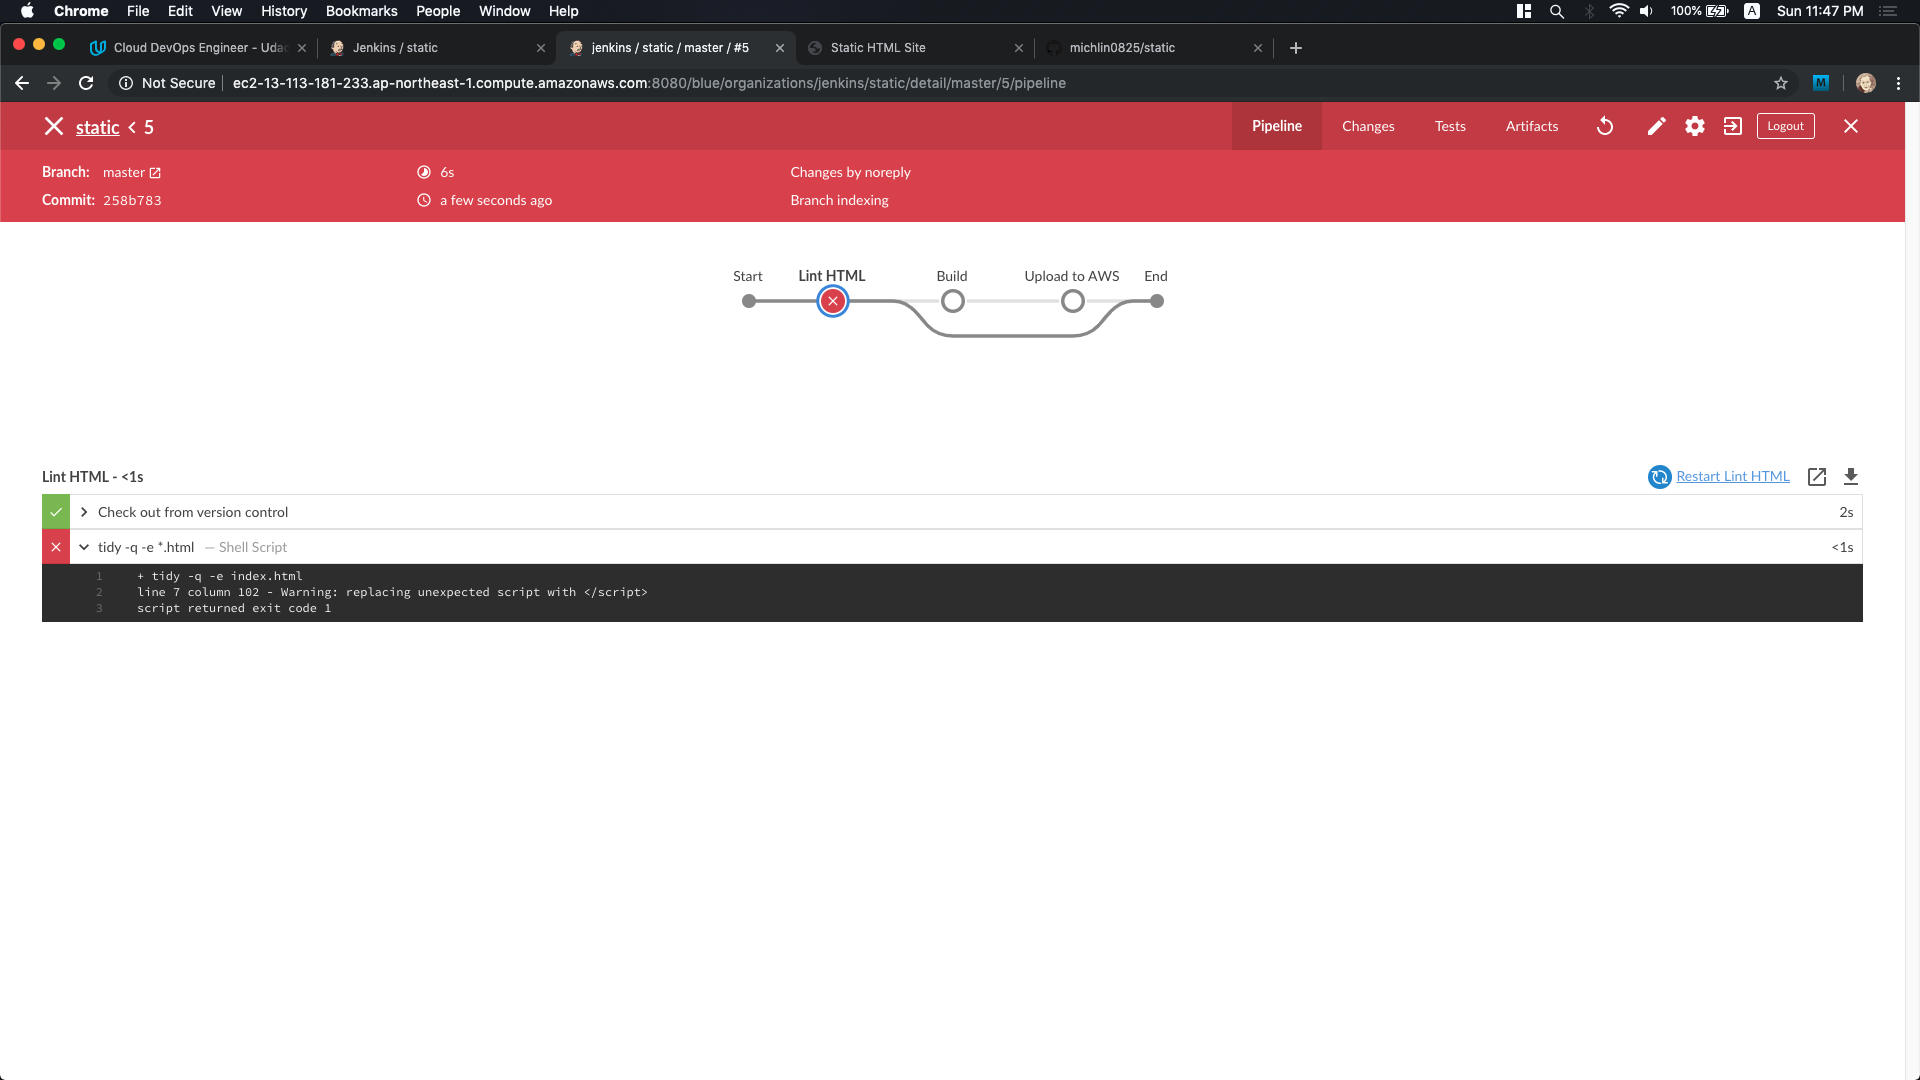 Chrome File Edit View History Bookmarks People Window Help 100% A Sun 11:47 PM
Cloud DevOps Engineer - Udac Jenkins / static jenkins / static / master / #5 Static HTML Site michlin0825/static
Not Secure ec2-13-113-181-233.ap-northeast-1.compute.amazonaws.com:8080/blue/organizations/jenkins/static/detail/master/5/pipeline M
static < 5 Pipeline Changes Tests Artifacts Logout
Branch: master 6s Changes by noreply
Commit: 258b783 a few seconds ago Branch indexing
Start Lint HTML Build Upload to AWS End
Lint HTML - <1s Restart Lint HTML
Check out from version control 2s
tidy -q -e *.html — Shell Script <1s
1 + tidy -q -e index.html
2 line 7 column 102 - Warning: replacing unexpected script with </script>
3 script returned exit code 1